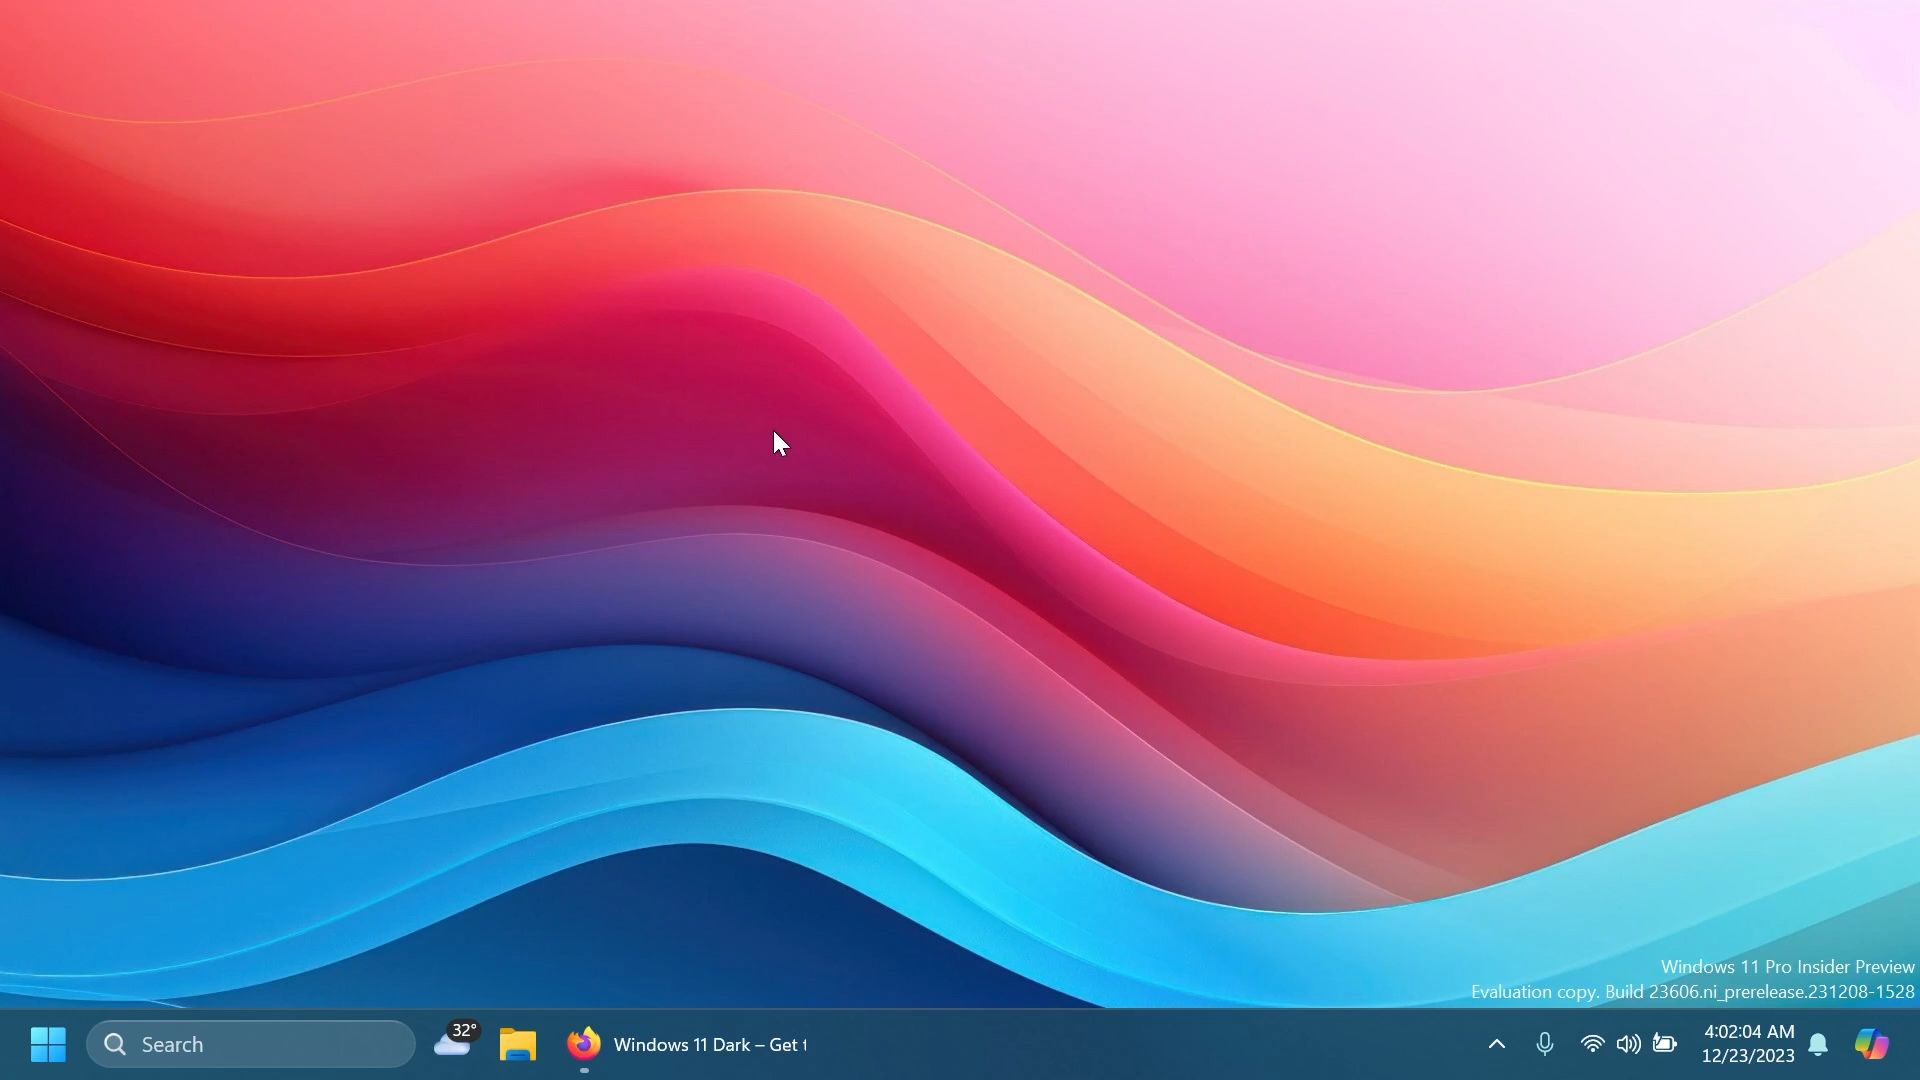 Windows 11 Pro Insider Preview
Evaluation copy. Build 23606.ni_prerelease.231208-1528
Search
32°
Windows 11 Dark – Get t
4:02:04 AM
12/23/2023